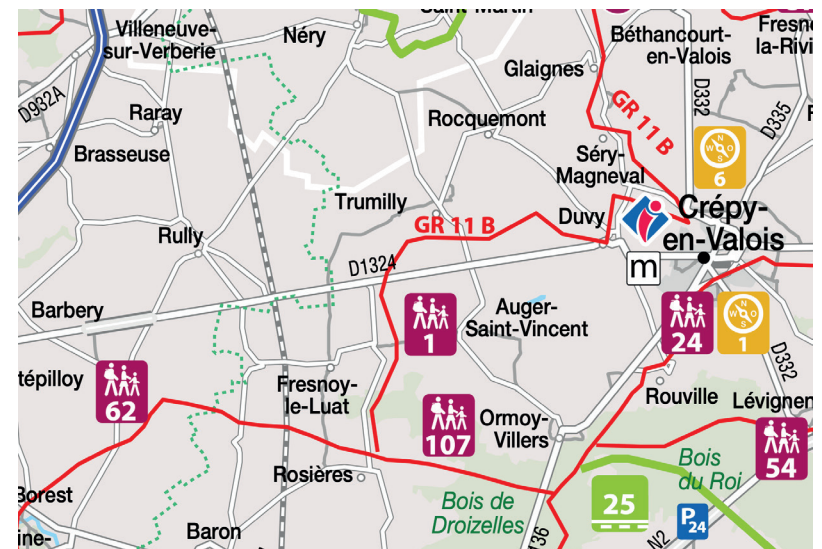 Saint-Martin
Villeneuve-
sur-Verberie
Néry
Béthancourt-
en-Valois
Fresn
la-Rivi
Glaignes
D932A
D332
D335
Raray
Rocquemont
GR 11 B
Brasseuse
Séry-
Magneval
N
W O
S
6
Trumilly
Duvy
Crépy-
en-Valois
GR 11 B
Rully
D1324
m
Barbery
1
Auger-
Saint-Vincent
24
N
W O
S
1
D332
tépilloy
62
Fresnoy-
le-Luat
Rouville
Lévignen
107
Ormoy-
Villers
54
Rosières
Bois
du Roi
Borest
Bois de
Droizelles
25
P24
ine-
Baron
136
N2